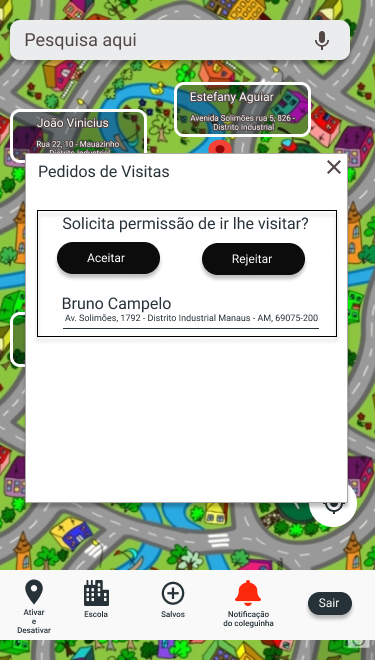 Pesquisa aqui
Estefany Aguiar
Avenida Solimões rua 5, 826 -
Distrito Industrial
João Vinicius
Rua 22, 10 - Mauazinho
Distrito Industrial
Pedidos de Visitas
Solicita permissão de ir lhe visitar?
Aceitar
Rejeitar
Bruno Campelo
Av. Solimões, 1792 - Distrito Industrial Manaus - AM, 69075-200
Ativar
e
Desativar
Escola
Salvos
Notificação
do coleguinha
Sair